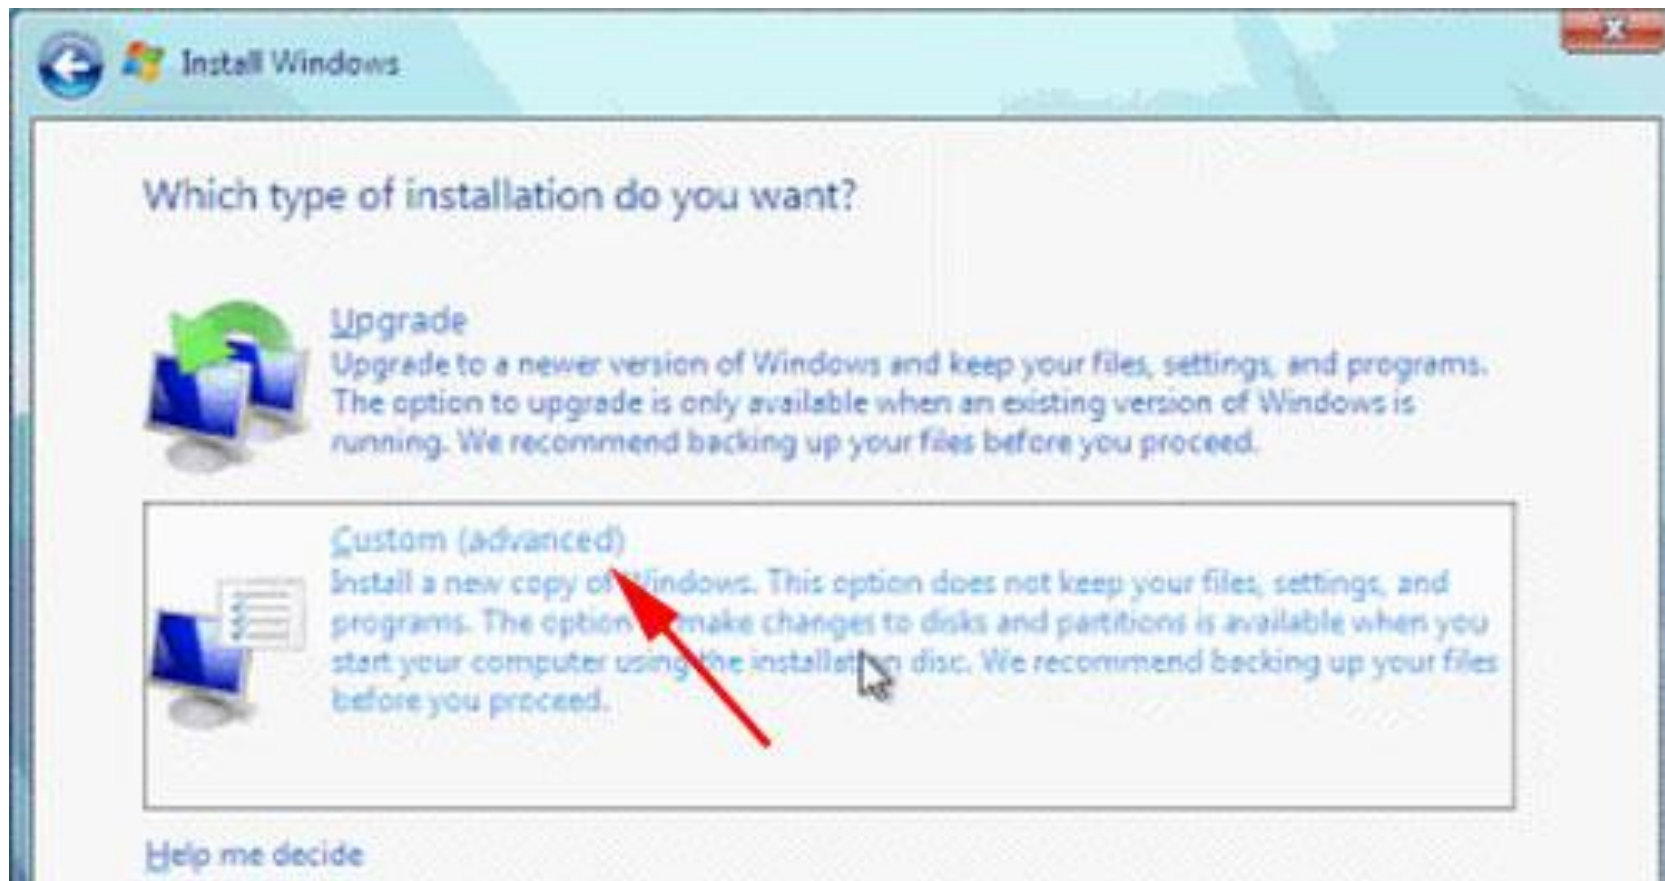 Install Windows
Which type of installation do you want?
Upgrade
Upgrade to a newer version of Windows and keep your files, settings, and programs.
The option to upgrade is only available when an existing version of Windows is
running. We recommend backing up your files before you proceed.
Custom (advanced)
Install a new copy of Windows. This option does not keep your files, settings, and
programs. The option to make changes to disks and partitions is available when you
start your computer using the installation disc. We recommend backing up your files
before you proceed.
Help me decide